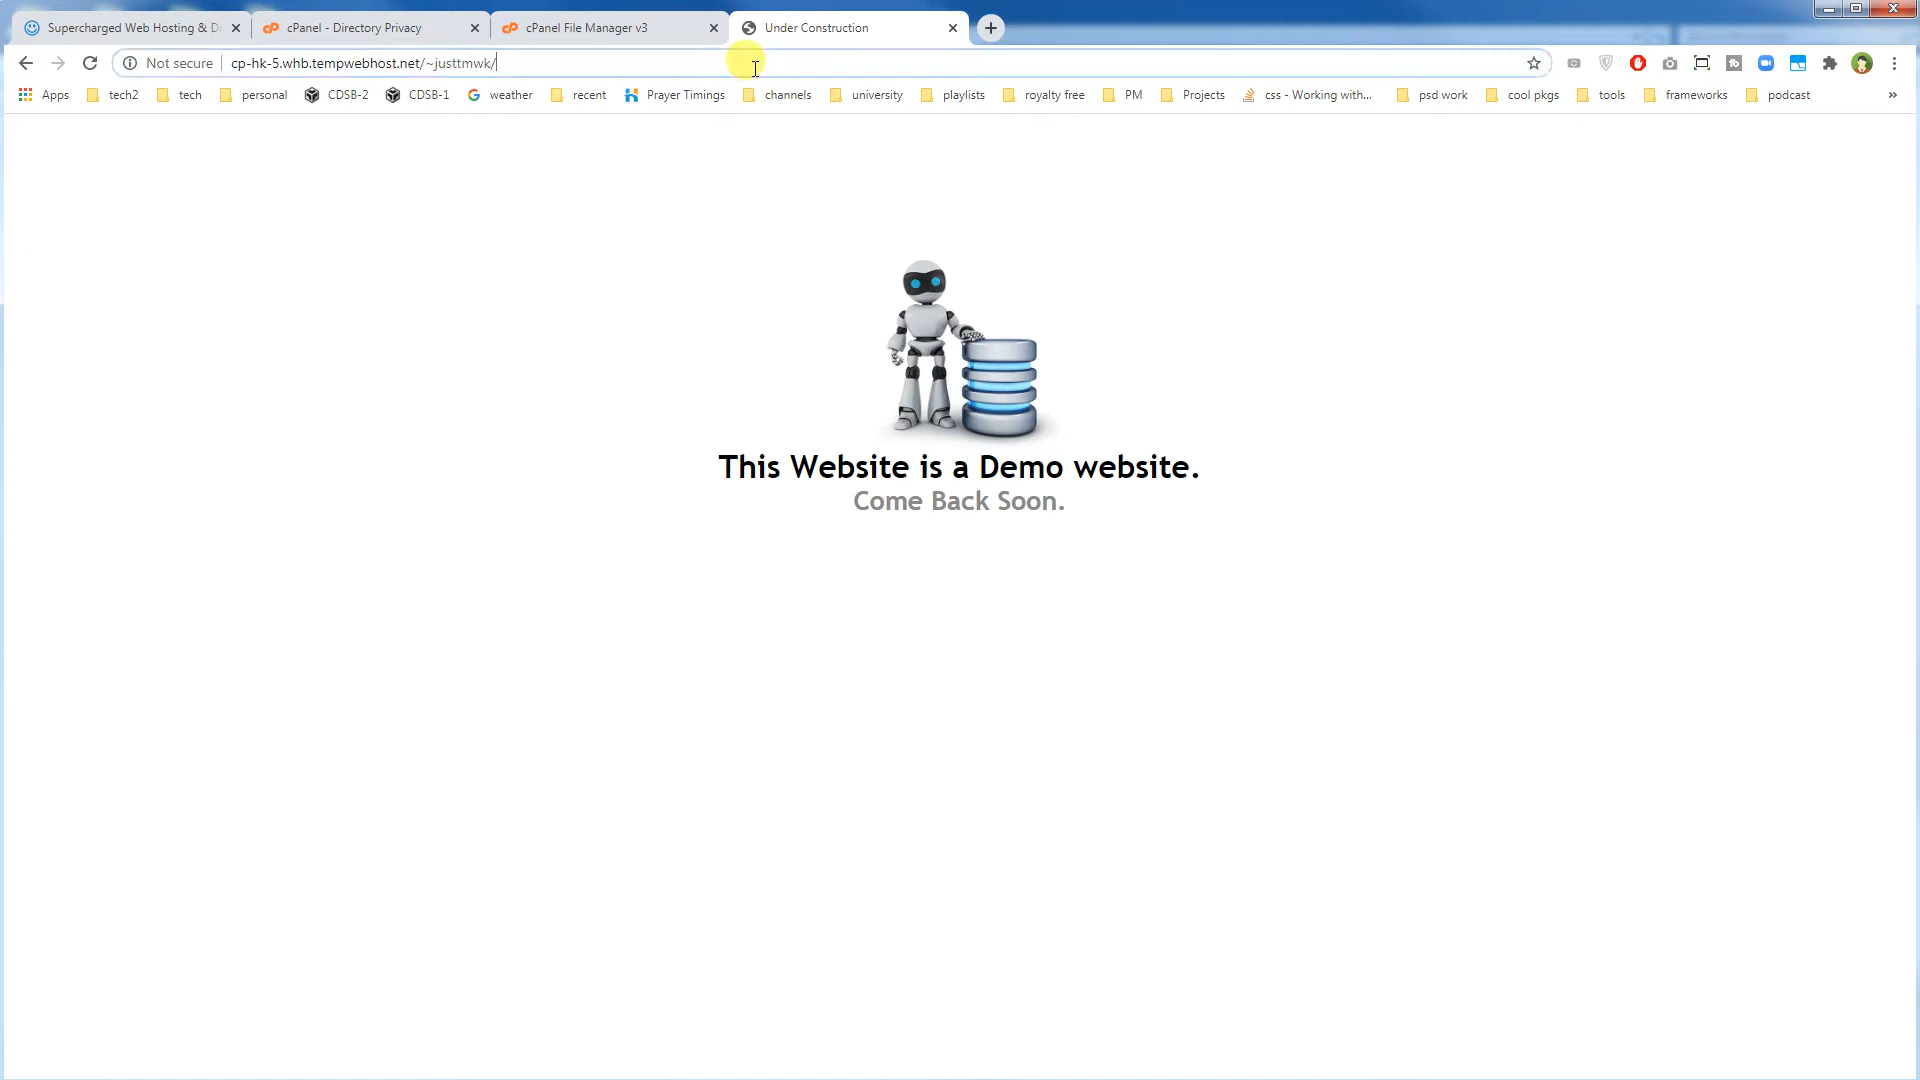 Supercharged Web Hosting & D
cPanel - Directory Privacy
cPanel File Manager v3
Under Construction
Not secure
cp-hk-5.whb.tempwebhost.net/~justtmwk/
Apps
tech2
tech
personal
CDSB-2
CDSB-1
weather
recent
Prayer Timings
channels
university
playlists
royalty free
PM
Projects
css - Working with...
psd work
cool pkgs
tools
frameworks
podcast
»
This Website is a Demo website.
Come Back Soon.